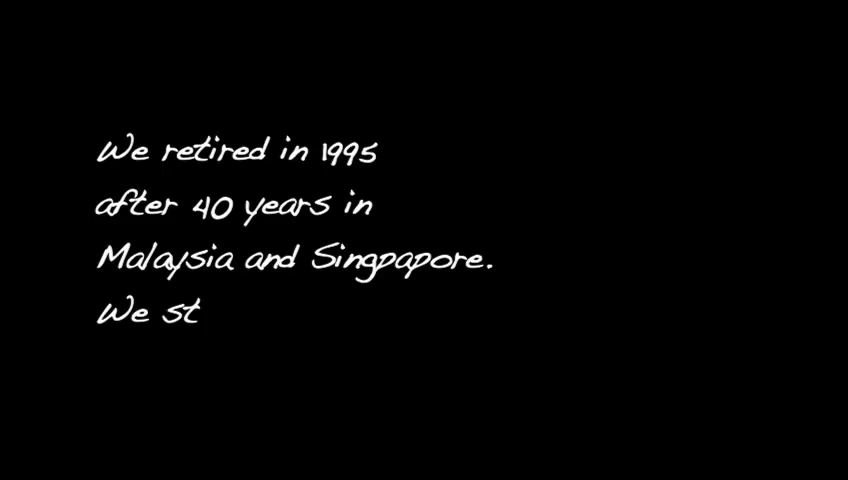 We retired in 1995
after 40 years in
Malaysia and Singpapore.
We st